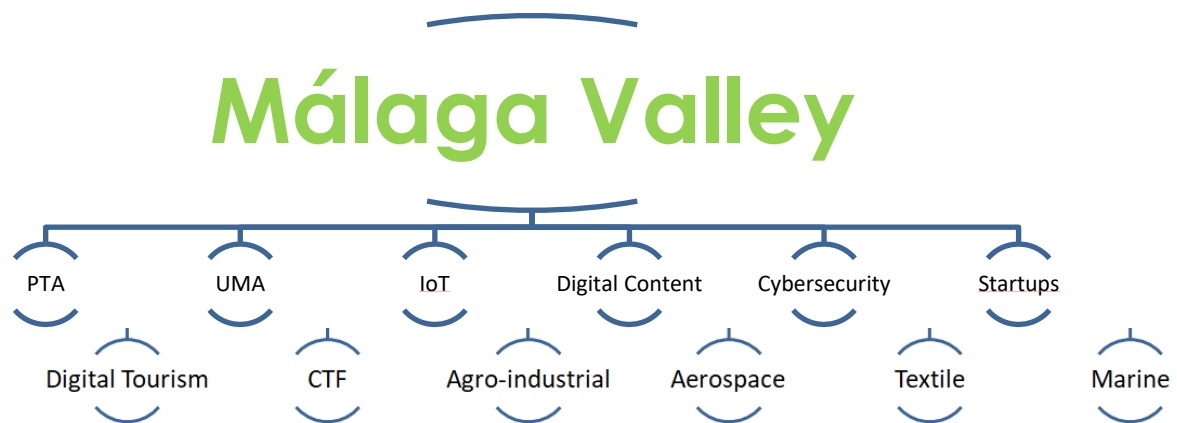 Málaga Valley
PTA
UMA
IoT
Digital Content
Cybersecurity
Startups
Digital Tourism
CTF
Agro-industrial
Aerospace
Textile
Marine